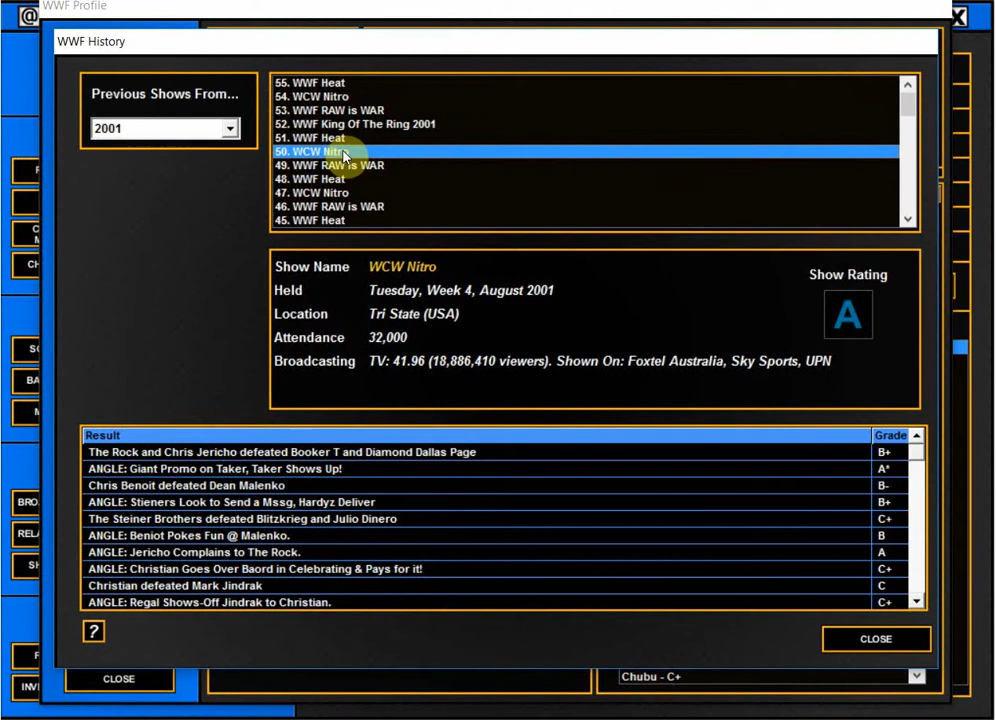 WWF Profile
@
X
WWF History
Previous Shows From...
2001
55. WWF Heat
54. WCW Nitro
53. WWF RAW is WAR
52. WWF King Of The Ring 2001
51. WWF Heat
50. WCW Nitro
49. WWF RAW is WAR
48. WWF Heat
47. WCW Nitro
46. WWF RAW is WAR
45. WWF Heat
Show Name WCW Nitro
Held Tuesday, Week 4, August 2001
Location Tri State (USA)
Attendance 32,000
Broadcasting TV: 41.96 (18,886,410 viewers). Shown On: Foxtel Australia, Sky Sports, UPN
Show Rating
A
Result Grade
The Rock and Chris Jericho defeated Booker T and Diamond Dallas Page B+
ANGLE: Giant Promo on Taker, Taker Shows Up! A*
Chris Benoit defeated Dean Malenko B-
ANGLE: Stieners Look to Send a Mssg, Hardyz Deliver B+
The Steiner Brothers defeated Blitzkrieg and Julio Dinero C+
ANGLE: Beniot Pokes Fun @ Malenko. B
ANGLE: Jericho Complains to The Rock. A
ANGLE: Christian Goes Over Baord in Celebrating & Pays for it! C+
Christian defeated Mark Jindrak C
ANGLE: Regal Shows-Off Jindrak to Christian. C+
?
CLOSE
CLOSE
Chubu - C+